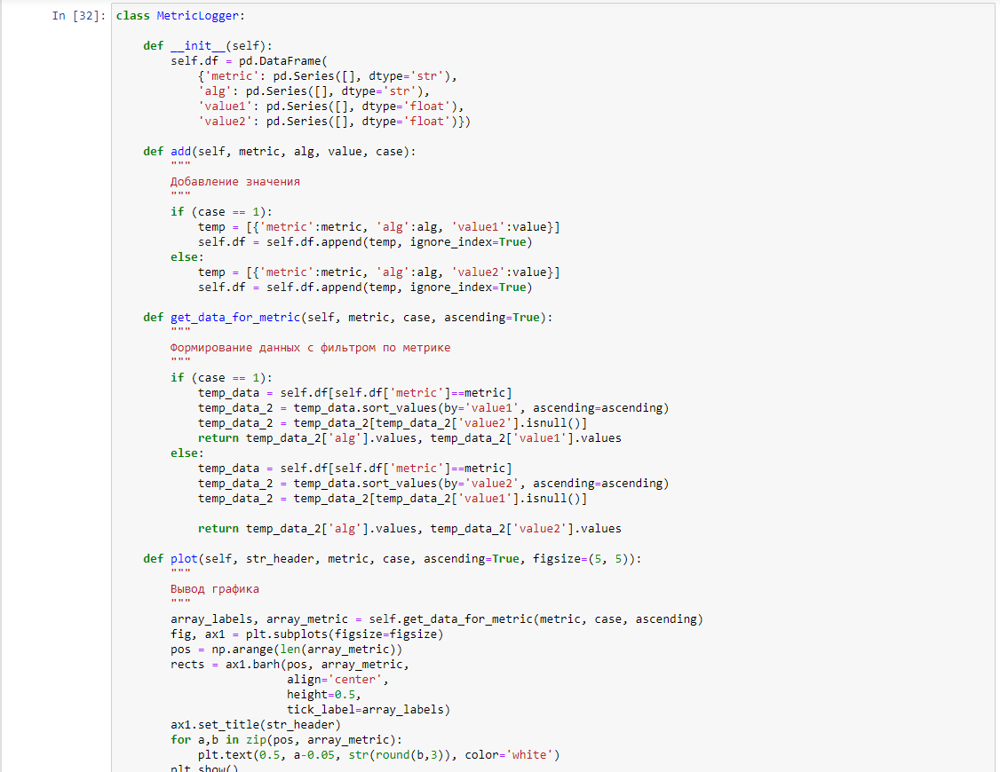 In [32]: class MetricLogger:
    def __init__(self):
        self.df = pd.DataFrame(
            {'metric': pd.Series([], dtype='str'),
            'alg': pd.Series([], dtype='str'),
            'value1': pd.Series([], dtype='float'),
            'value2': pd.Series([], dtype='float')})
    def add(self, metric, alg, value, case):
        """
        Добавление значения
        """
        if (case == 1):
            temp = [{'metric':metric, 'alg':alg, 'value1':value}]
            self.df = self.df.append(temp, ignore_index=True)
        else:
            temp = [{'metric':metric, 'alg':alg, 'value2':value}]
            self.df = self.df.append(temp, ignore_index=True)
    def get_data_for_metric(self, metric, case, ascending=True):
        """
        Формирование данных с фильтром по метрике
        """
        if (case == 1):
            temp_data = self.df[self.df['metric']==metric]
            temp_data_2 = temp_data.sort_values(by='value1', ascending=ascending)
            temp_data_2 = temp_data_2[temp_data_2['value2'].isnull()]
            return temp_data_2['alg'].values, temp_data_2['value1'].values
        else:
            temp_data = self.df[self.df['metric']==metric]
            temp_data_2 = temp_data.sort_values(by='value2', ascending=ascending)
            temp_data_2 = temp_data_2[temp_data_2['value1'].isnull()]
            return temp_data_2['alg'].values, temp_data_2['value2'].values
    def plot(self, str_header, metric, case, ascending=True, figsize=(5, 5)):
        """
        Вывод графика
        """
        array_labels, array_metric = self.get_data_for_metric(metric, case, ascending)
        fig, ax1 = plt.subplots(figsize=figsize)
        pos = np.arange(len(array_metric))
        rects = ax1.barh(pos, array_metric,
                         align='center',
                         height=0.5,
                         tick_label=array_labels)
        ax1.set_title(str_header)
        for a,b in zip(pos, array_metric):
            plt.text(0.5, a-0.05, str(round(b,3)), color='white')
        plt.show()